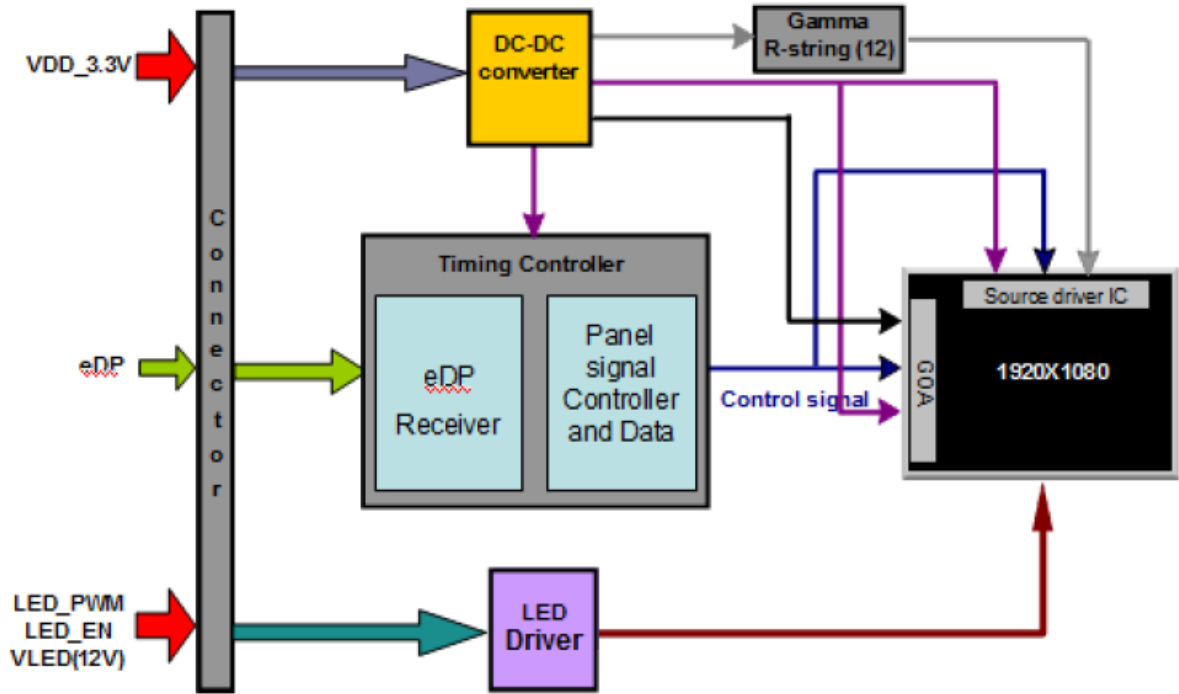 VDD_3.3V
DC-DC
converter
Gamma
R-string (12)
Connector
Timing Controller
eDP
eDP
Receiver
Panel
signal
Controller
and Data
Control signal
Source driver IC
GOA
1920X1080
LED_PWM
LED_EN
VLED(12V)
LED
Driver